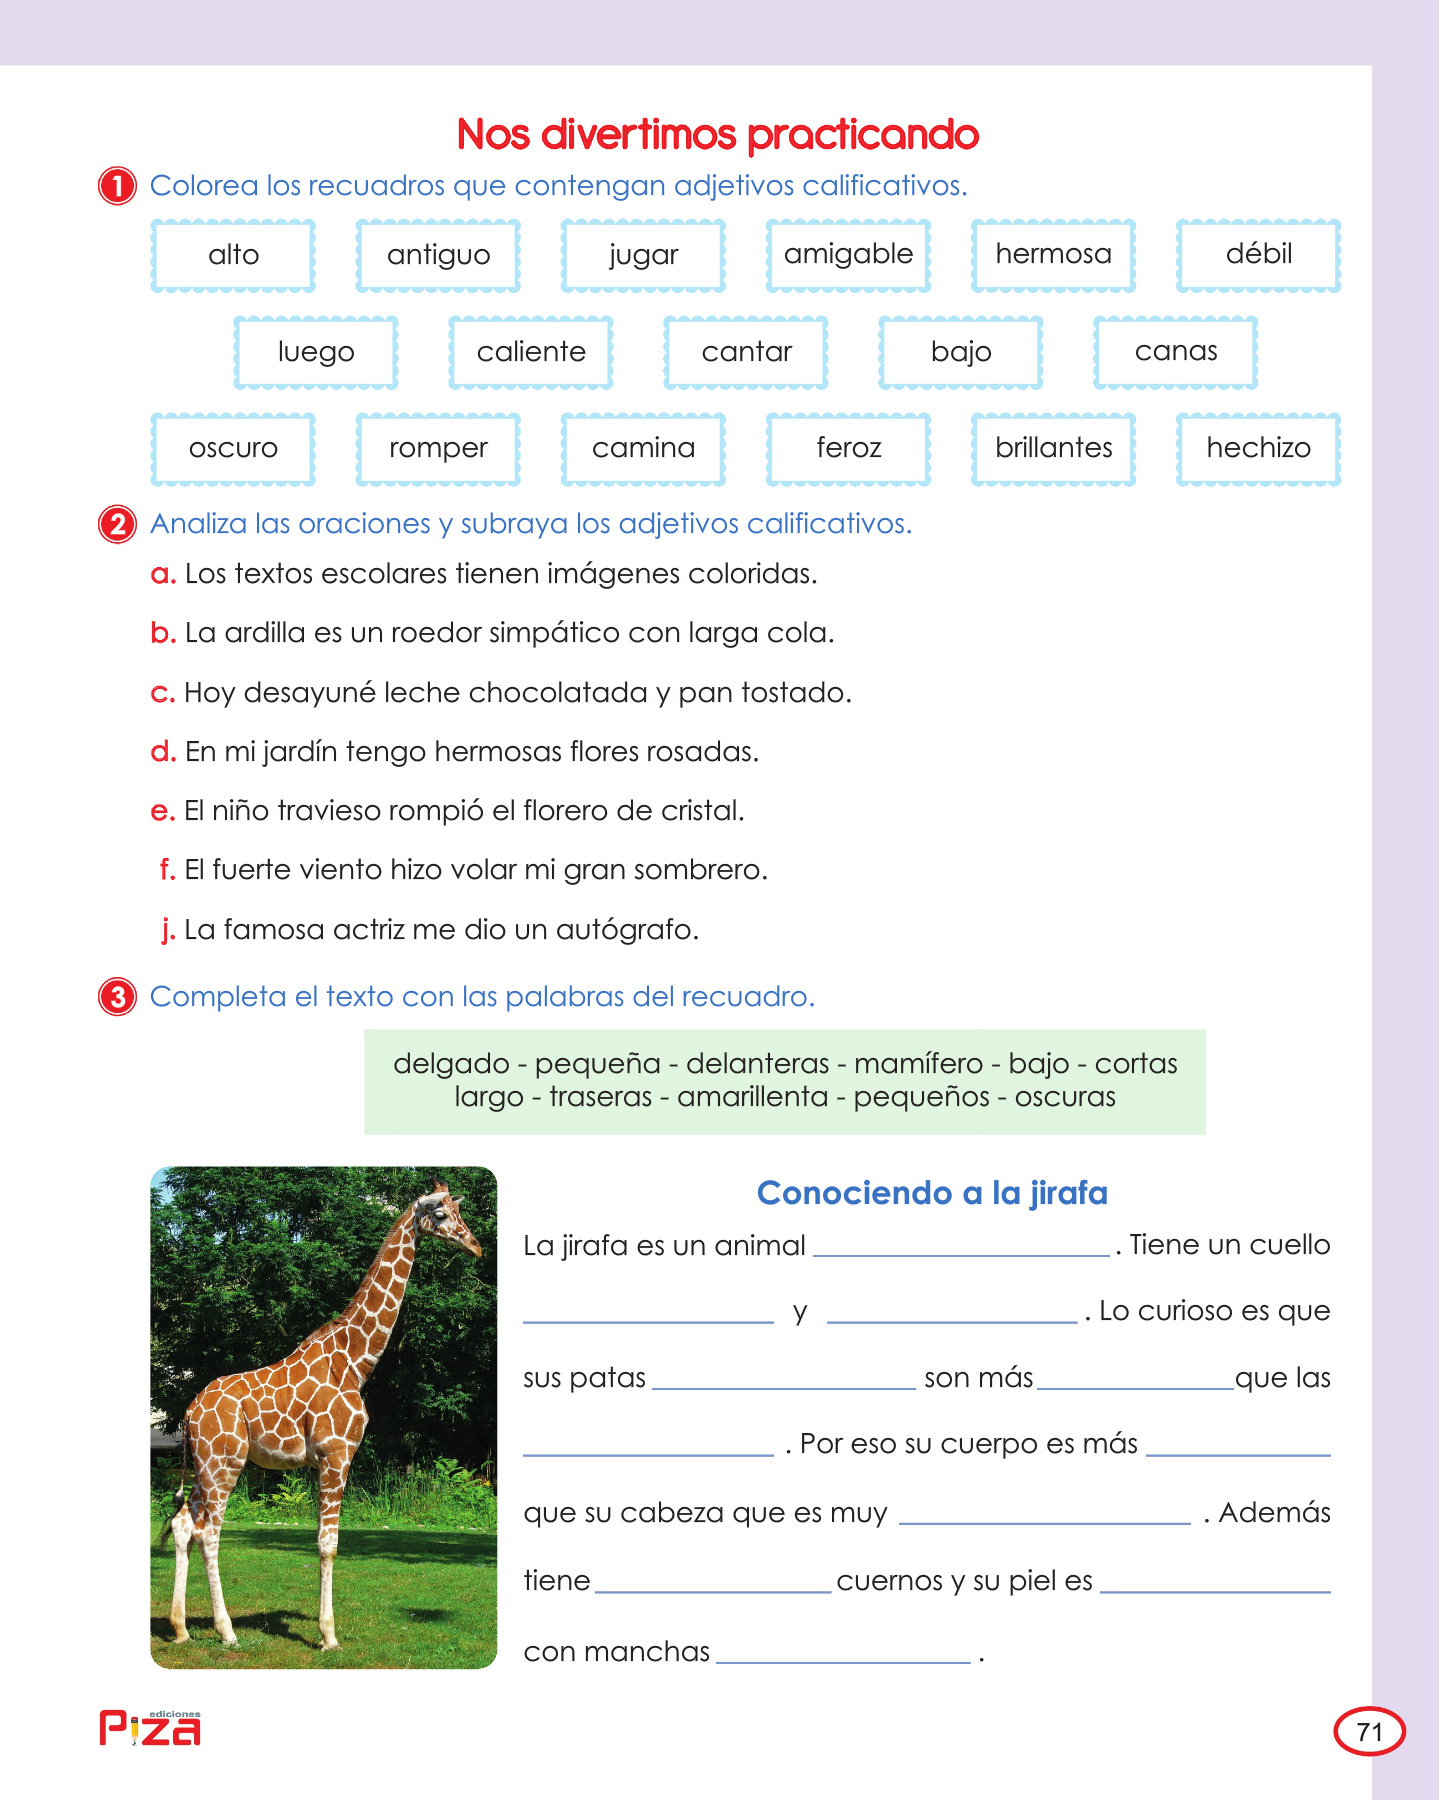 Nos divertimos practicando
1 Colorea los recuadros que contengan adjetivos calificativos.
alto antiguo jugar amigable hermosa débil
luego caliente cantar bajo canas
oscuro romper camina feroz brillantes hechizo
2 Analiza las oraciones y subraya los adjetivos calificativos.
a. Los textos escolares tienen imágenes coloridas.
b. La ardilla es un roedor simpático con larga cola.
c. Hoy desayuné leche chocolatada y pan tostado.
d. En mi jardín tengo hermosas flores rosadas.
e. El niño travieso rompió el florero de cristal.
f. El fuerte viento hizo volar mi gran sombrero.
j. La famosa actriz me dio un autógrafo.
3 Completa el texto con las palabras del recuadro.
delgado - pequeña - delanteras - mamífero - bajo - cortas
largo - traseras - amarillenta - pequeños - oscuras
Conociendo a la jirafa
La jirafa es un animal ____________ . Tiene un cuello
____________ y ____________ . Lo curioso es que
sus patas ____________ son más ____________ que las
____________ . Por eso su cuerpo es más ____________
que su cabeza que es muy ____________ . Además
tiene ____________ cuernos y su piel es ____________
con manchas ____________ .
ediciones
Piza
71